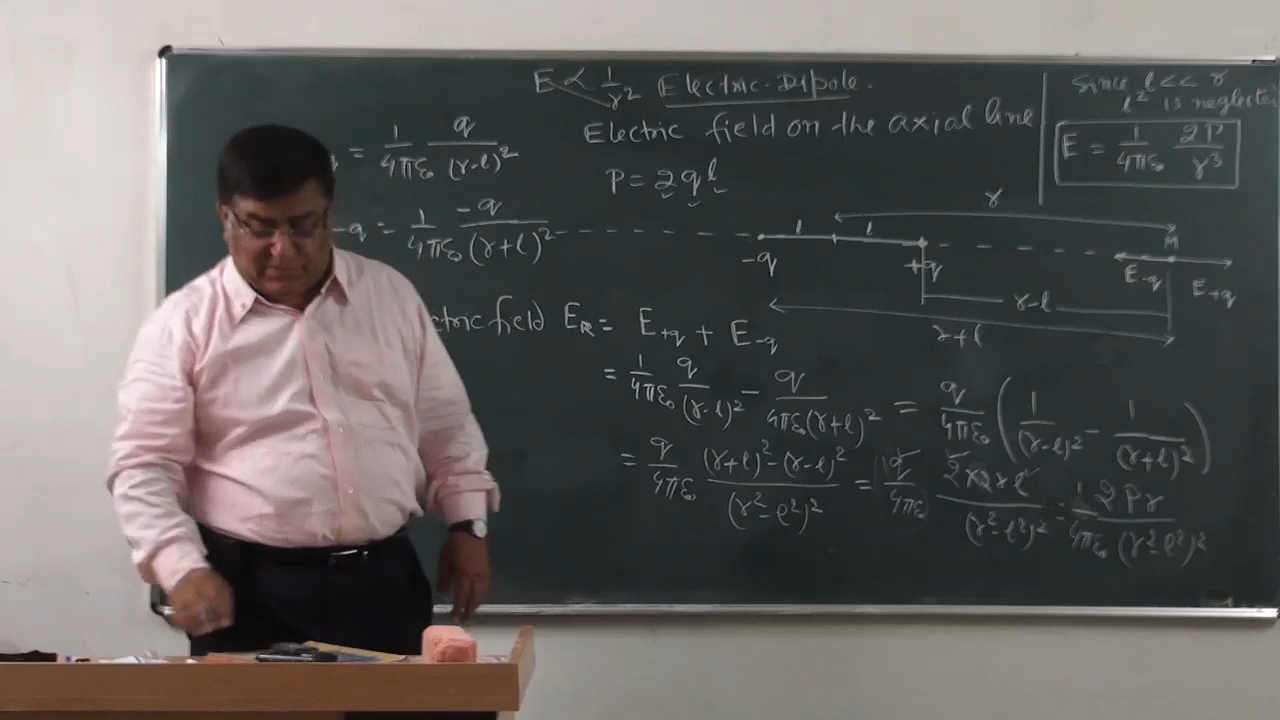 E ∝ 1/r² Electric-Dipole.
Electric field on the axial line
P = 2ql
q = 1/4πε₀ q/(r-l)²
-q = 1/4πε₀ -q/(r+l)²
Since l << r
l² is neglected
E = 1/4πε₀ 2P/r³
r
l l M
-q +q E-q E+q
r-l
r+l
ctric field ER = E+q + E-q
= 1/4πε₀ q/(r-l)² - q/4πε₀(r+l)² = q/4πε₀ (1/(r-l)² - 1/(r+l)²)
= q/4πε₀ (r+l)²-(r-l)²/(r²-l²)² = q/4πε₀ 2×2×l/(r²-l²)² = 1/4πε₀ 2Pr/(r²-l²)²